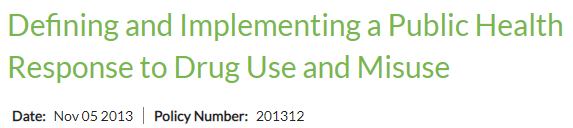 Defining and Implementing a Public Health
Response to Drug Use and Misuse
Date: Nov 05 2013 | Policy Number: 201312